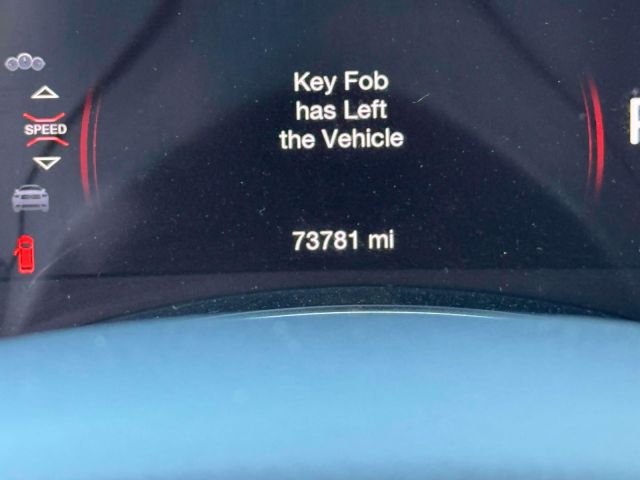 Key Fob
has Left
the Vehicle
SPEED
73781 mi